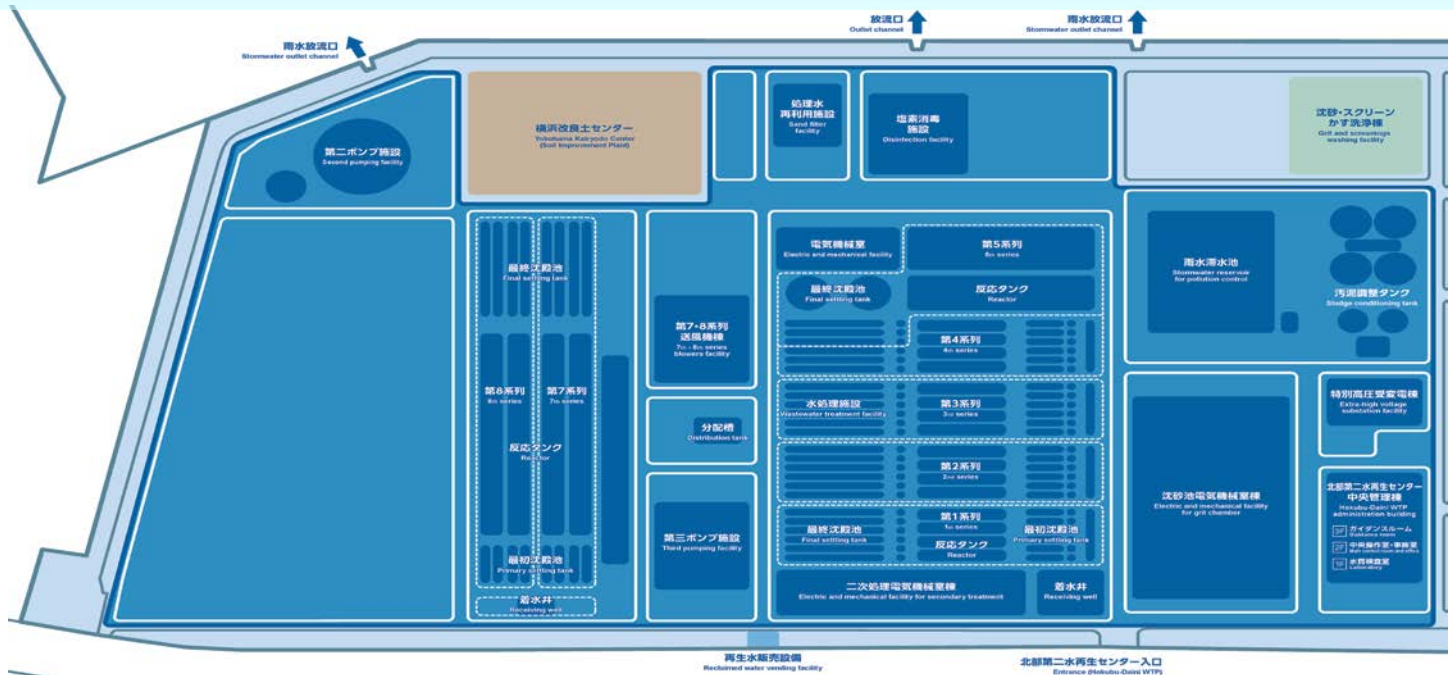 雨水放流口
Stormwater outlet channel
放流口
Outlet channel
雨水放流口
Stormwater outlet channel
第二ポンプ施設
Second pumping facility
横浜改良土センター
Yokohama Kairyodo Center
(Soil Improvement Plant)
処理水
再利用施設
Sand filter
facility
塩素消毒
施設
Disinfection facility
沈砂・スクリーン
かす洗浄棟
Grit and screenings
washing facility
最終沈殿池
Final settling tank
第8系列
8th series
第7系列
7th series
反応タンク
Reactor
最初沈殿池
Primary settling tank
着水井
Receiving well
第7・8系列
送風機棟
7th・8th series
blowers facility
分配槽
Distribution tank
第三ポンプ施設
Third pumping facility
電気機械室
Electric and mechanical facility
第5系列
5th series
最終沈殿池
Final settling tank
反応タンク
Reactor
第4系列
4th series
水処理施設
Wastewater treatment facility
第3系列
3rd series
第2系列
2nd series
第1系列
1st series
最終沈殿池
Final settling tank
反応タンク
Reactor
最初沈殿池
Primary settling tank
二次処理電気機械室棟
Electric and mechanical facility for secondary treatment
着水井
Receiving well
雨水滞水池
Stormwater reservoir
for pollution control
汚泥調整タンク
Sludge conditioning tank
沈砂池電気機械室棟
Electric and mechanical facility
for grit chamber
特別高圧受変電棟
Extra-high voltage
substation facility
北部第二水再生センター
中央管理棟
Hokubu-Daini WTP
administration building
3F ガイダンスルーム
Guidance room
2F 中央操作室・事務室
Main control room and office
1F 水質検査室
Laboratory
再生水販売設備
Reclaimed water vending facility
北部第二水再生センター入口
Entrance (Hokubu-Daini WTP)